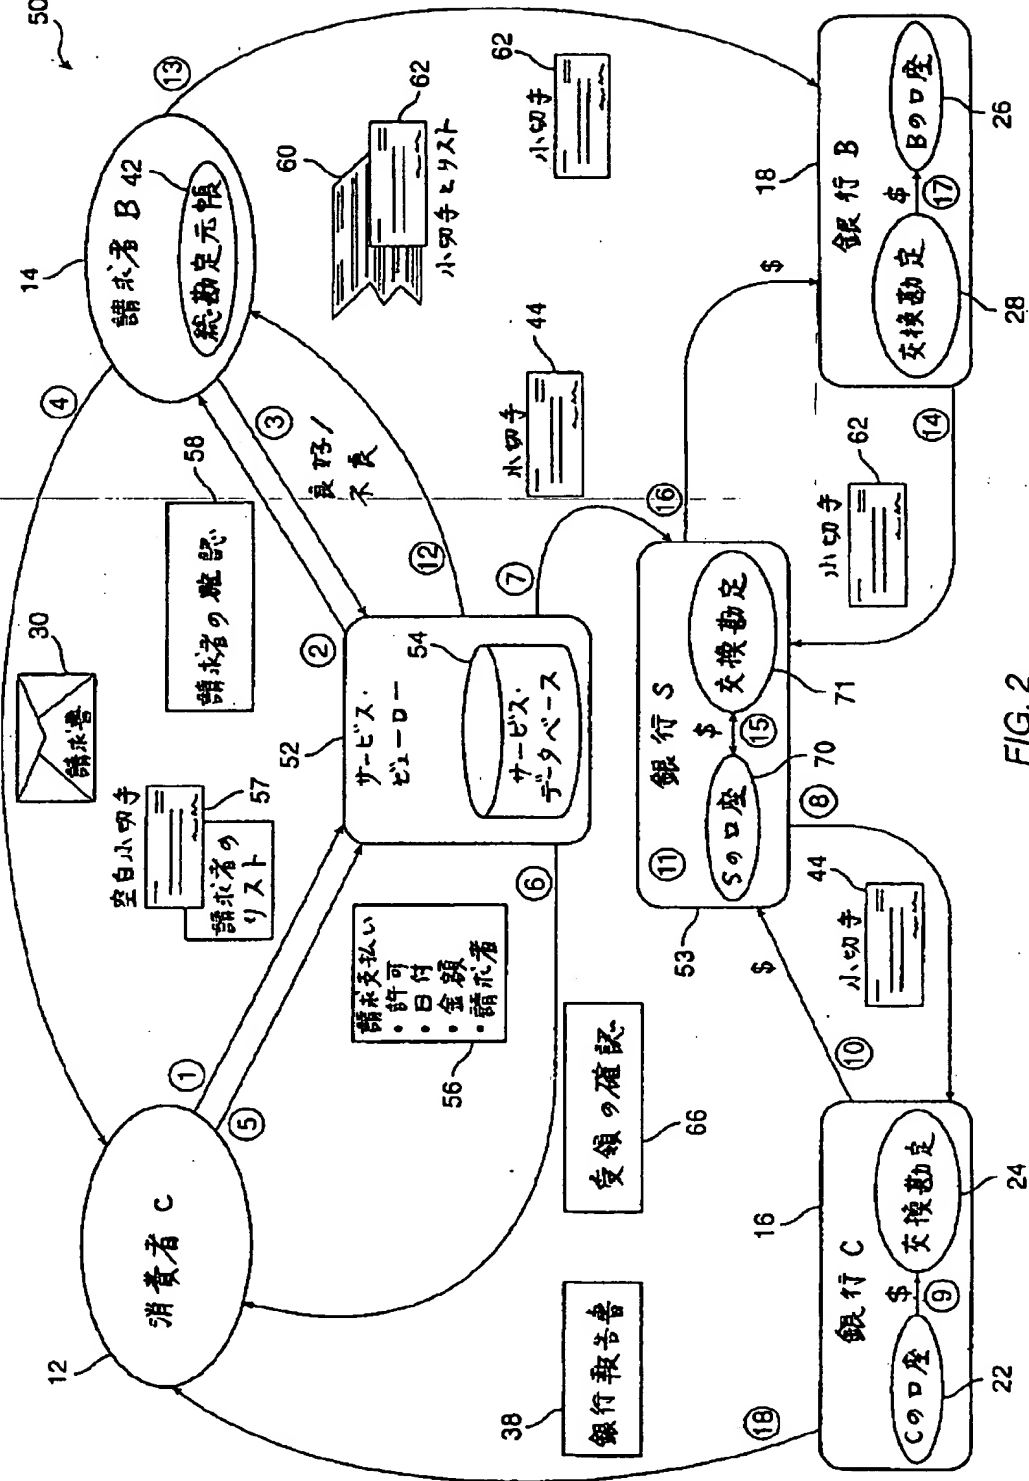 50
13
14
請求者 B
42
総勘定元帳
4
3
良好/
不良
58
請求者の確認
2
12
60
62
小切手とリスト
62
小切手
44
小切手
30
請求書
空白小切手
57
請求者の
リスト
52
サービス・
ビューロー
54
サービス・
データベース
7
6
1
5
請求支払い
・許可
・日付
・金額
・請求者
56
12
消費者 C
受領の確認
66
38
銀行報告書
18
銀行 B
交換勘定
$
17
Bの口座
28
26
$
16
14
62
小切手
銀行 S
11
Sの口座
$
15
交換勘定
53
70
71
8
44
小切手
$
10
16
銀行 C
Cの口座
$
9
交換勘定
22
24
18
FIG. 2